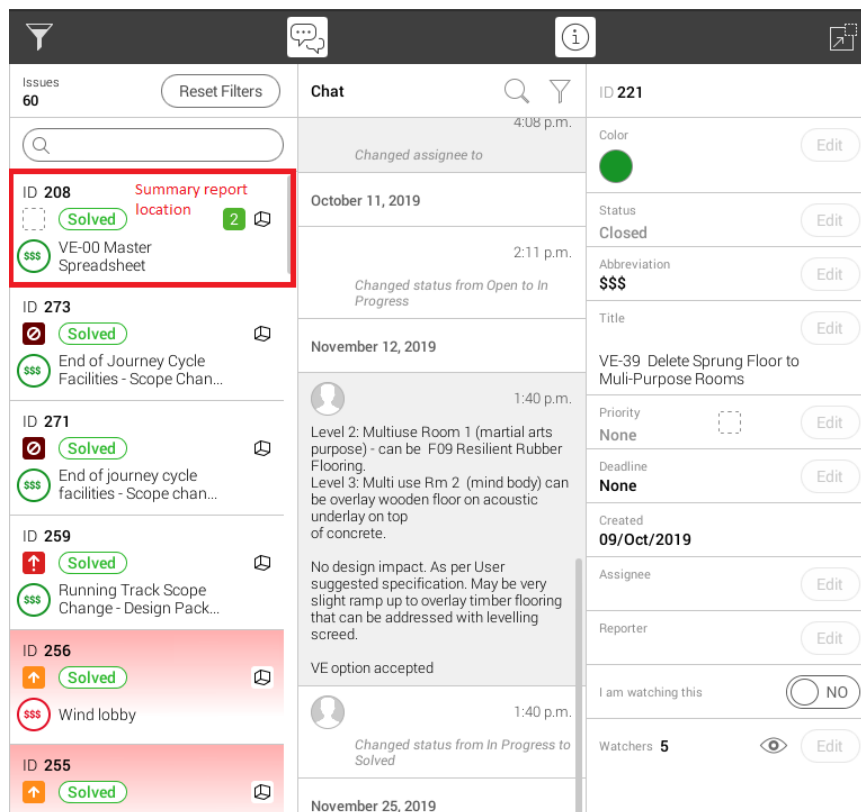 Issues
60
Reset Filters
ID 208
Summary report
location
Solved
2
$$$
VE-00 Master
Spreadsheet
ID 273
Solved
$$$
End of Journey Cycle
Facilities - Scope Chan...
ID 271
Solved
$$$
End of journey cycle
facilities - Scope chan...
ID 259
Solved
$$$
Running Track Scope
Change - Design Pack...
ID 256
Solved
$$$
Wind lobby
ID 255
Solved
Chat
4:08 p.m.
Changed assignee to
October 11, 2019
2:11 p.m.
Changed status from Open to In
Progress
November 12, 2019
1:40 p.m.
Level 2: Multiuse Room 1 (martial arts
purpose) - can be  F09 Resilient Rubber
Flooring.
Level 3: Multi use Rm 2  (mind body) can
be overlay wooden floor on acoustic
underlay on top
of concrete.
No design impact. As per User
suggested specification. May be very
slight ramp up to overlay timber flooring
that can be addressed with levelling
screed.
VE option accepted
1:40 p.m.
Changed status from In Progress to
Solved
November 25, 2019
ID 221
Color
Edit
Status
Closed
Edit
Abbreviation
$$$
Edit
Title
Edit
VE-39  Delete Sprung Floor to
Muli-Purpose Rooms
Priority
None
Edit
Deadline
None
Edit
Created
09/Oct/2019
Assignee
Edit
Reporter
Edit
I am watching this
NO
Watchers 5
Edit